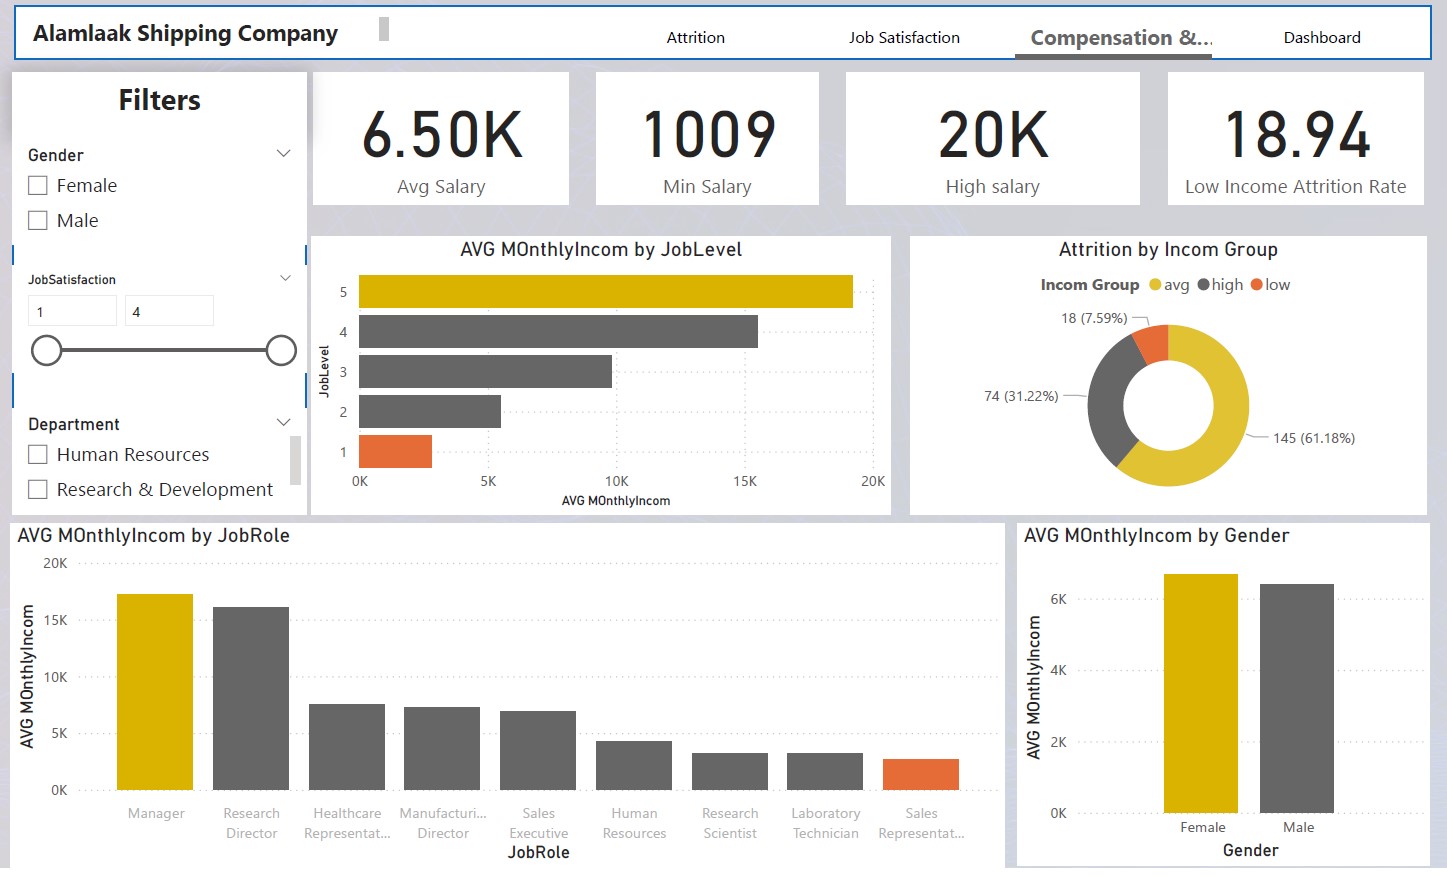 Alamlaak Shipping Company
Attrition
Job Satisfaction
Compensation &...
Dashboard
Filters
Gender
Female
Male
JobSatisfaction
1
4
Department
Human Resources
Research & Development
6.50K
Avg Salary
1009
Min Salary
20K
High salary
18.94
Low Income Attrition Rate
AVG MOnthlyIncom by JobLevel
JobLevel
5
4
3
2
1
0K
5K
10K
15K
20K
AVG MOnthlyIncom
Attrition by Incom Group
Incom Group avg high low
18 (7.59%)
74 (31.22%)
145 (61.18%)
AVG MOnthlyIncom by JobRole
AVG MOnthlyIncom
20K
15K
10K
5K
0K
Manager
Research
Director
Healthcare
Representat...
Manufacturi...
Director
Sales
Executive
Human
Resources
Research
Scientist
Laboratory
Technician
Sales
Representat...
JobRole
AVG MOnthlyIncom by Gender
AVG MOnthlyIncom
6K
4K
2K
0K
Female
Male
Gender